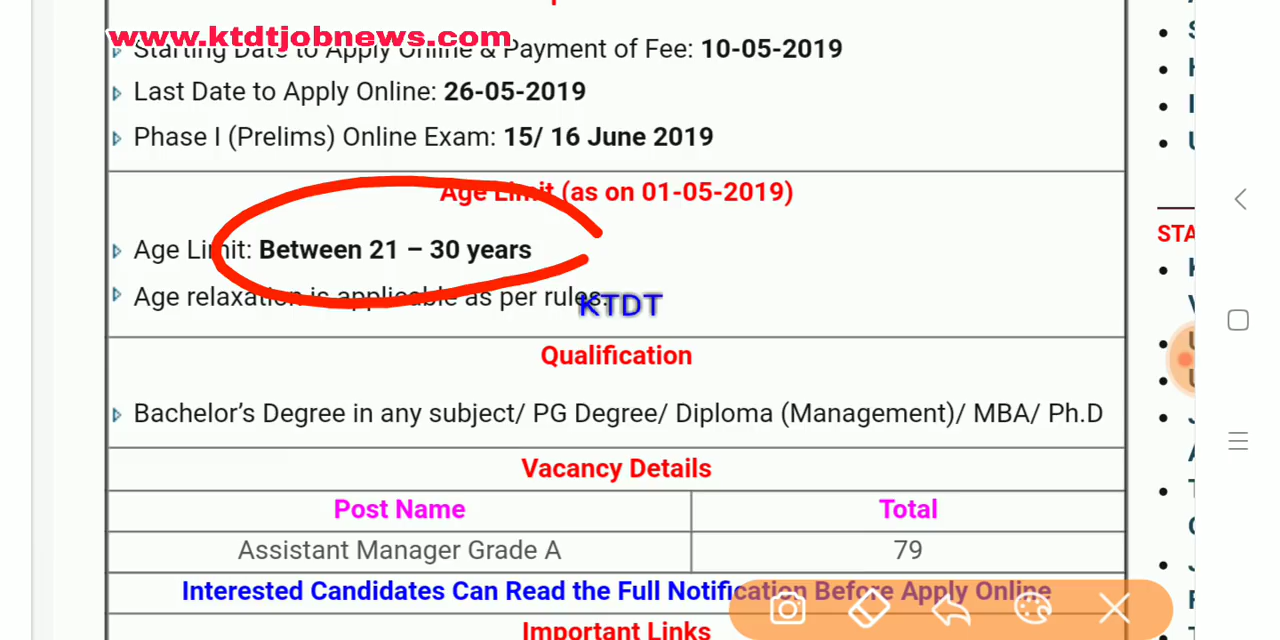 www.ktdtjobnews.com
Starting Date to Apply Online & Payment of Fee: 10-05-2019
Last Date to Apply Online: 26-05-2019
Phase I (Prelims) Online Exam: 15/ 16 June 2019
Age Limit (as on 01-05-2019)
STA
Age Limit: Between 21 – 30 years
Age relaxation is applicable as per rules.
KTDT
Qualification
Bachelor’s Degree in any subject/ PG Degree/ Diploma (Management)/ MBA/ Ph.D
Vacancy Details
Post Name Total
Assistant Manager Grade A 79
Interested Candidates Can Read the Full Notification Before Apply Online
Important Links